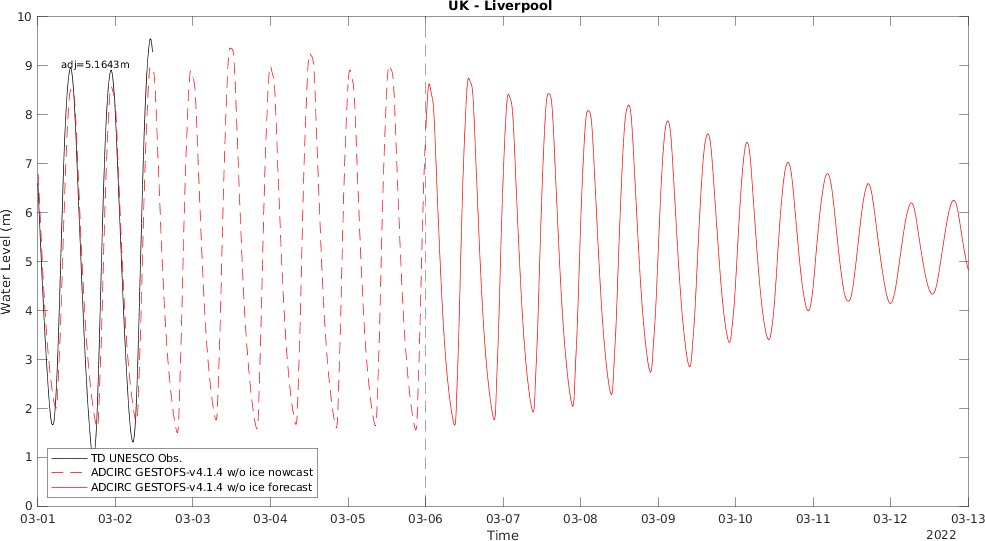 UK - Liverpool
10
9
8
7
6
5
4
3
2
1
0
Water Level (m)
adj=5.1643m
TD UNESCO Obs.
ADCIRC GESTOFS-v4.1.4 w/o ice nowcast
ADCIRC GESTOFS-v4.1.4 w/o ice forecast
03-01 03-02 03-03 03-04 03-05 03-06 03-07 03-08 03-09 03-10 03-11 03-12 03-13
Time
2022